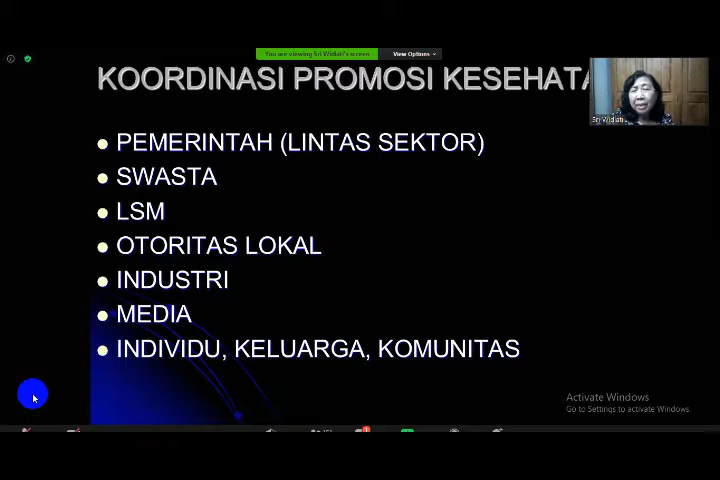 You are viewing Sri Widiati's screen
View Options
KOORDINASI PROMOSI KESEHATA
Sri Widiati
PEMERINTAH (LINTAS SEKTOR)
SWASTA
LSM
OTORITAS LOKAL
INDUSTRI
MEDIA
INDIVIDU, KELUARGA, KOMUNITAS
Activate Windows
Go to Settings to activate Windows.